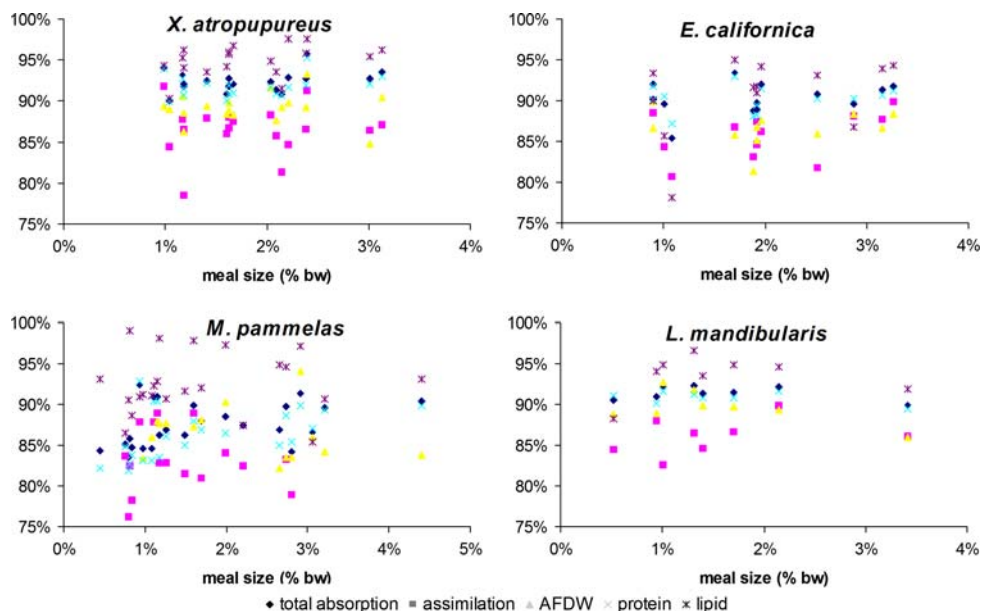 X. atropupureus
100%
95%
90%
85%
80%
75%
0% 1% 2% 3% 4%
meal size (% bw)
E. californica
100%
95%
90%
85%
80%
75%
0% 1% 2% 3% 4%
meal size (% bw)
M. pammelas
100%
95%
90%
85%
80%
75%
0% 1% 2% 3% 4% 5%
meal size (% bw)
L. mandibularis
100%
95%
90%
85%
80%
75%
0% 1% 2% 3% 4%
meal size (% bw)
total absorption assimilation AFDW protein lipid